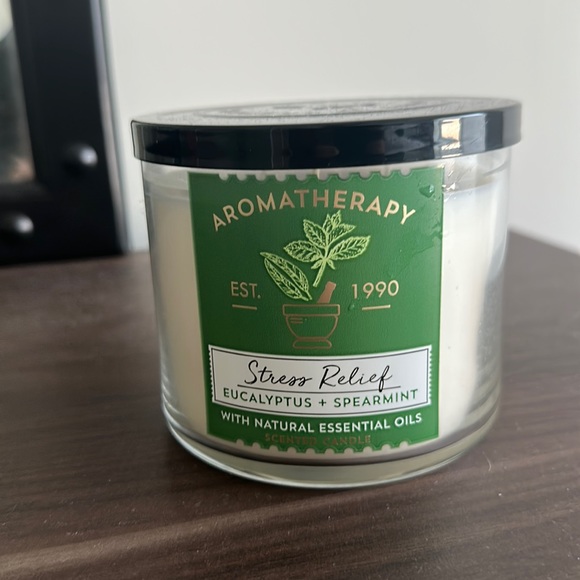 AROMATHERAPY
EST. 1990
Stress Relief
EUCALYPTUS + SPEARMINT
WITH NATURAL ESSENTIAL OILS
SCENTED CANDLE